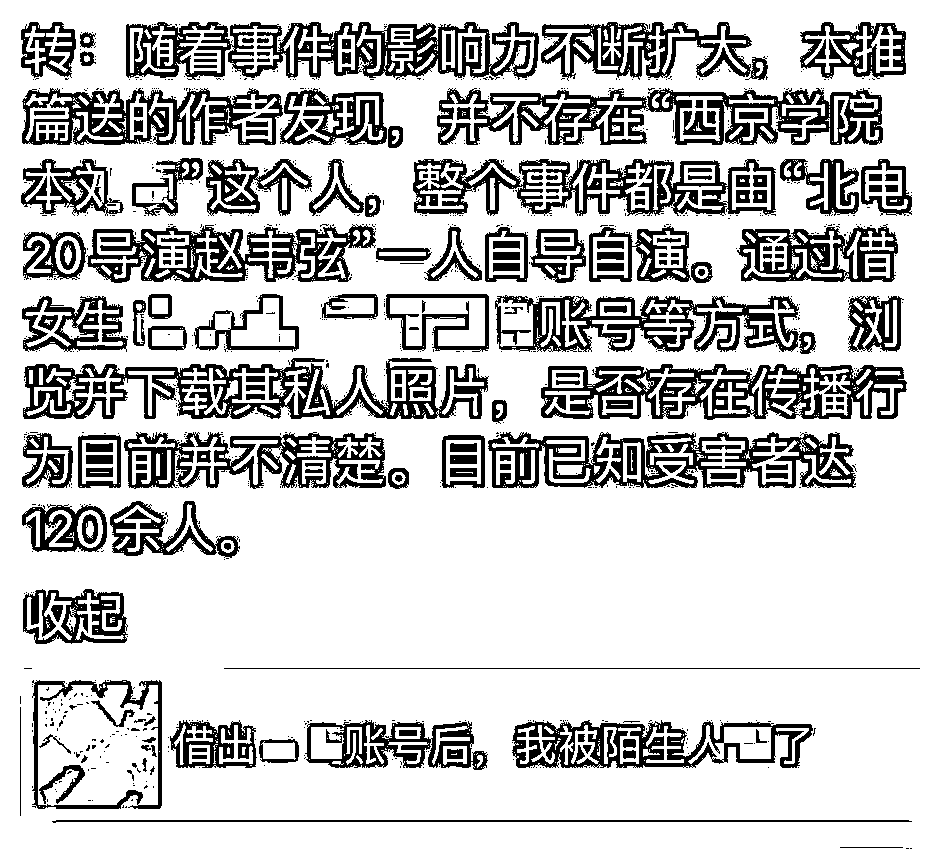 转：随着事件的影响力不断扩大，本推
篇送的作者发现，并不存在“西京学院
本刘”这个人，整个事件都是由“北电
20导演赵韦弦”一人自导自演。通过借
女生账号等方式，浏
览并下载其私人照片，是否存在传播行
为目前并不清楚。目前已知受害者达
120余人。
收起
借出一账号后，我被陌生人了